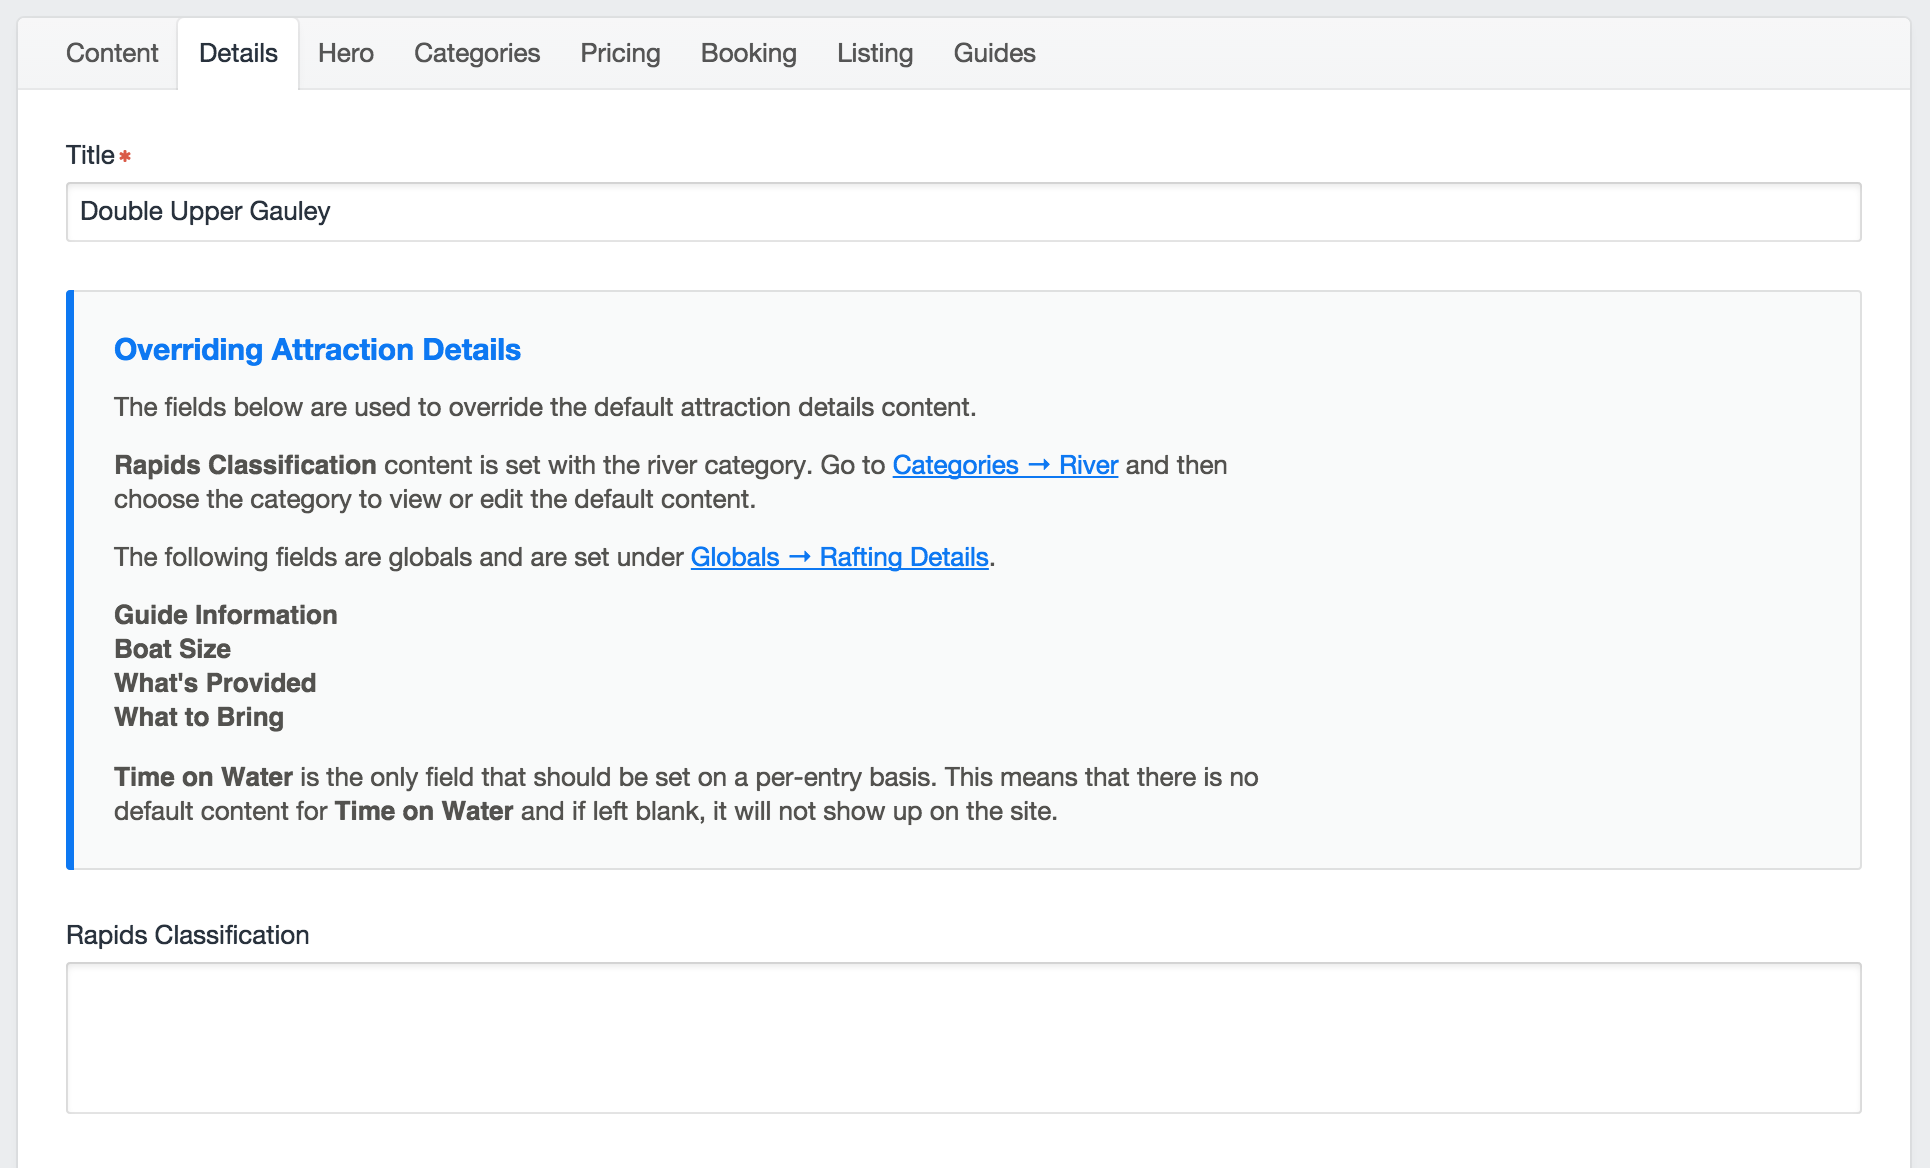 Content Details Hero Categories Pricing Booking Listing Guides
Title*
Double Upper Gauley
Overriding Attraction Details
The fields below are used to override the default attraction details content.
Rapids Classification content is set with the river category. Go to Categories → River and then
choose the category to view or edit the default content.
The following fields are globals and are set under Globals → Rafting Details.
Guide Information
Boat Size
What's Provided
What to Bring
Time on Water is the only field that should be set on a per-entry basis. This means that there is no
default content for Time on Water and if left blank, it will not show up on the site.
Rapids Classification